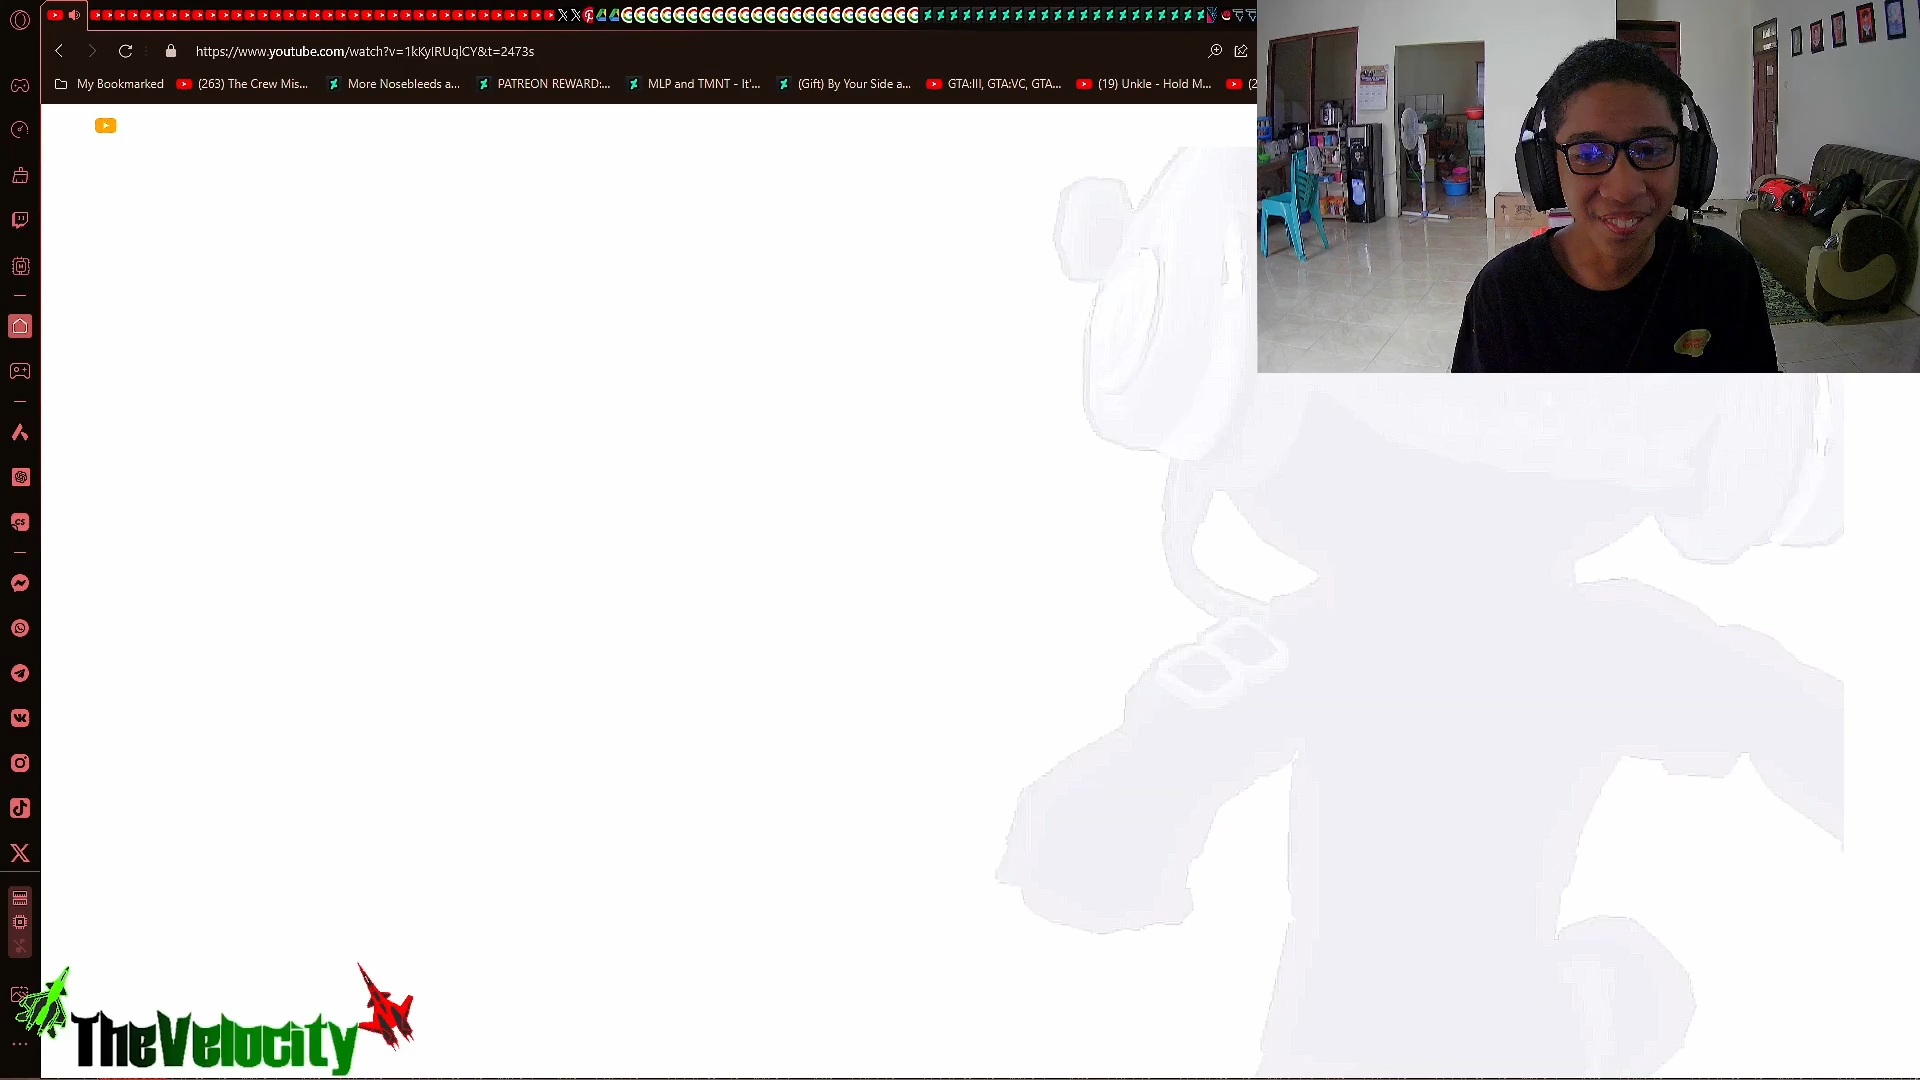 https://www.youtube.com/watch?v=1kKyIRUqlCY&t=2473s
My Bookmarked
(263) The Crew Mis...
More Nosebleeds a...
PATREON REWARD:...
MLP and TMNT - It'...
(Gift) By Your Side a...
GTA:III, GTA:VC, GTA...
(19) Unkle - Hold M...
TheVelocity